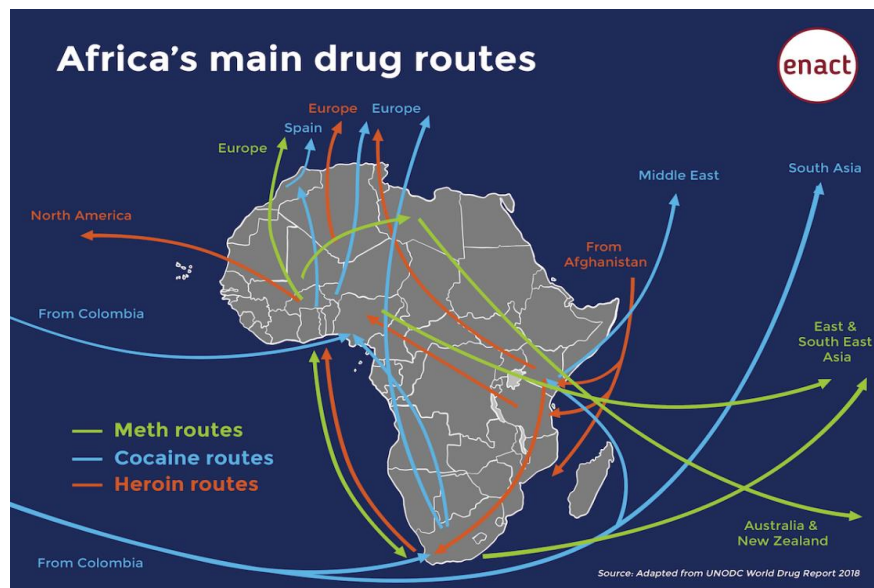 Africa's main drug routes
enact
Europe
Spain
Europe
Europe
North America
Middle East
South Asia
From
Afghanistan
From Colombia
East &
South East
Asia
Meth routes
Cocaine routes
Heroin routes
Australia &
New Zealand
From Colombia
Source: Adapted from UNODC World Drug Report 2018